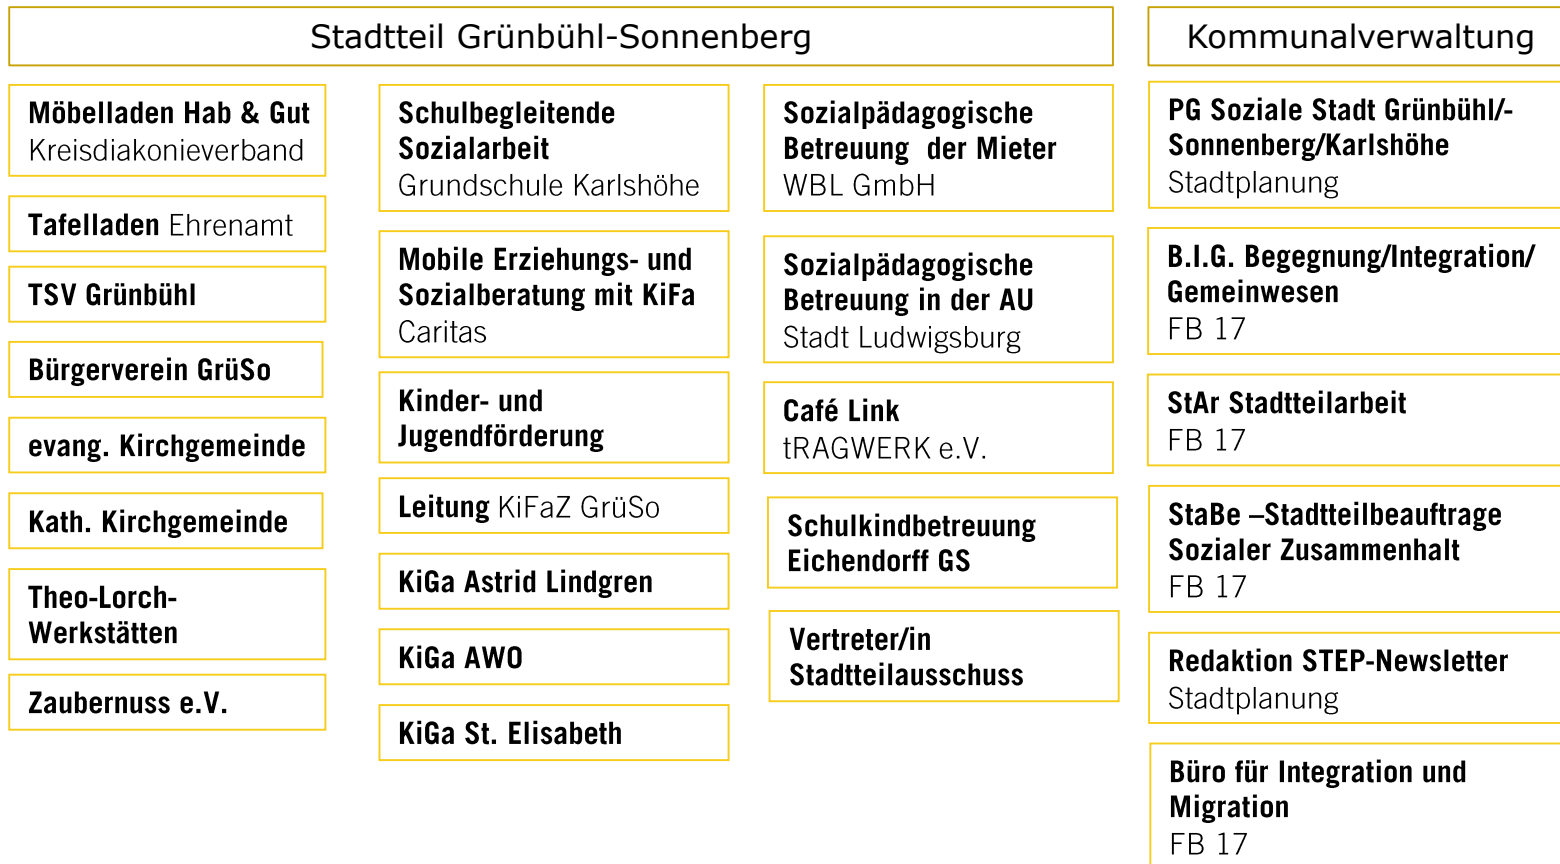 Stadtteil Grünbühl-Sonnenberg
Möbelladen Hab & Gut
Kreisdiakonieverband
Tafelladen Ehrenamt
TSV Grünbühl
Bürgerverein GrüSo
evang. Kirchgemeinde
Kath. Kirchgemeinde
Theo-Lorch-
Werkstätten
Zaubernuss e.V.
Schulbegleitende
Sozialarbeit
Grundschule Karlshöhe
Mobile Erziehungs- und
Sozialberatung mit KiFa
Caritas
Kinder- und
Jugendförderung
Leitung KiFaZ GrüSo
KiGa Astrid Lindgren
KiGa AWO
KiGa St. Elisabeth
Sozialpädagogische
Betreuung der Mieter
WBL GmbH
Sozialpädagogische
Betreuung in der AU
Stadt Ludwigsburg
Café Link
tRAGWERK e.V.
Schulkindbetreuung
Eichendorff GS
Vertreter/in
Stadtteilausschuss
Kommunalverwaltung
PG Soziale Stadt Grünbühl/-
Sonnenberg/Karlshöhe
Stadtplanung
B.I.G. Begegnung/Integration/
Gemeinwesen
FB 17
StAr Stadtteilarbeit
FB 17
StaBe –Stadtteilbeauftrage
Sozialer Zusammenhalt
FB 17
Redaktion STEP-Newsletter
Stadtplanung
Büro für Integration und
Migration
FB 17